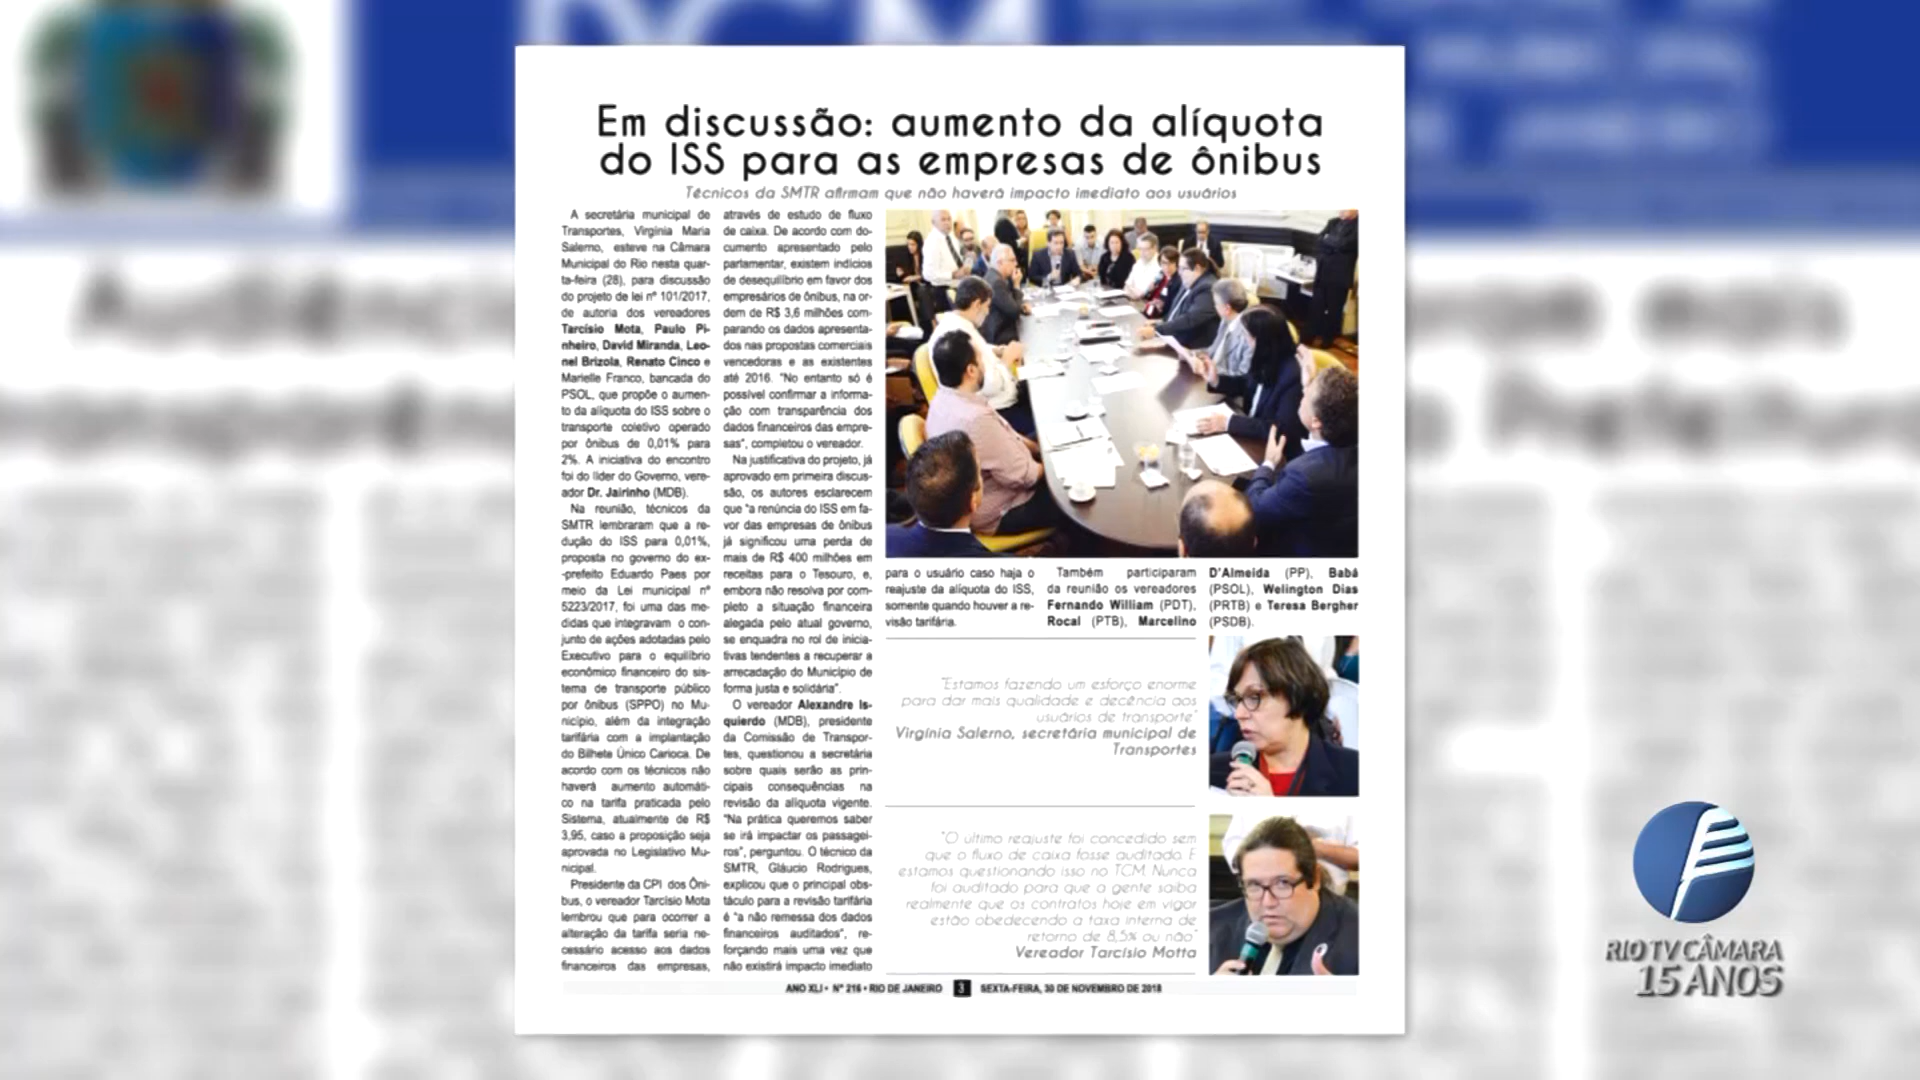 Em discussão: aumento da alíquota
do ISS para as empresas de ônibus
Técnicos da SMTR afirmam que não haverá impacto imediato aos usuários
A secretária municipal de
Transportes, Virgínia Maria
Salerno, esteve na Câmara
Municipal do Rio nesta quar-
ta-feira (28), para discussão
do projeto de lei nº 101/2017,
de autoria dos vereadores
Tarcísio Mota, Paulo Pi-
nheiro, David Miranda, Leo-
nel Brizola, Renato Cinco e
Marielle Franco, bancada do
PSOL, que propõe o aumen-
to da alíquota do ISS sobre o
transporte coletivo operado
por ônibus de 0,01% para
2%. A iniciativa do encontro
foi do líder do Governo, vere-
ador Dr. Jairinho (MDB).
Na reunião, técnicos da
SMTR lembraram que a re-
dução do ISS para 0,01%,
proposta no governo do ex-
-prefeito Eduardo Paes por
meio da Lei municipal nº
5223/2017, foi uma das me-
didas que integravam o con-
junto de ações adotadas pelo
Executivo para o equilíbrio
econômico financeiro do sis-
tema de transporte público
por ônibus (SPPO) no Mu-
nicípio, além da integração
tarifária com a implantação
do Bilhete Único Carioca. De
acordo com os técnicos não
haverá aumento automáti-
co na tarifa praticada pelo
Sistema, atualmente de R$
3,95, caso a proposição seja
aprovada no Legislativo Mu-
nicipal.
Presidente da CPI dos Ôni-
bus, o vereador Tarcísio Mota
lembrou que para ocorrer a
alteração da tarifa seria ne-
cessário acesso aos dados
financeiros das empresas,
através de estudo de fluxo
de caixa. De acordo com do-
cumento apresentado pelo
parlamentar, existem indícios
de desequilíbrio em favor dos
empresários de ônibus, na or-
dem de R$ 3,6 milhões com-
parando os dados apresenta-
dos nas propostas comerciais
vencedoras e as existentes
até 2016. "No entanto só é
possível confirmar a informa-
ção com transparência dos
dados financeiros das empre-
sas", completou o vereador.
Na justificativa do projeto, já
aprovado em primeira discus-
são, os autores esclarecem
que "a renúncia do ISS em fa-
vor das empresas de ônibus
já significou uma perda de
mais de R$ 400 milhões em
receitas para o Tesouro, e,
embora não resolva por com-
pleto a situação financeira
alegada pelo atual governo,
se enquadra no rol de inicia-
tivas tendentes a recuperar a
arrecadação do Município de
forma justa e solidária".
O vereador Alexandre Is-
quierdo (MDB), presidente
da Comissão de Transpor-
tes, questionou a secretária
sobre quais serão as prin-
cipais consequências na
revisão da alíquota vigente.
"Na prática queremos saber
se irá impactar os passagei-
ros", perguntou. O técnico da
SMTR, Gláucio Rodrigues,
explicou que o principal obs-
táculo para a revisão tarifária
é "a não remessa dos dados
financeiros auditados", re-
forçando mais uma vez que
não existirá impacto imediato
para o usuário caso haja o
reajuste da alíquota do ISS,
somente quando houver a re-
visão tarifária.
Também participaram
da reunião os vereadores
Fernando William (PDT),
Rocal (PTB), Marcelino
D'Almeida (PP), Babá
(PSOL), Welington Dias
(PRTB) e Teresa Bergher
(PSDB).
"Estamos fazendo um esforço enorme
para dar mais qualidade e decência aos
usuários de transporte"
Virgínia Salerno, secretária municipal de
Transportes
"O último reajuste foi concedido sem
que o fluxo de caixa fosse auditado. E
estamos questionando isso no TCM. Nunca
foi auditado para que a gente saiba
realmente que os contratos hoje em vigor
estão obedecendo a taxa interna de
retorno de 8,5% ou não"
Vereador Tarcísio Motta
ANO XLI • Nº 216 • RIO DE JANEIRO 3 SEXTA-FEIRA, 30 DE NOVEMBRO DE 2018
RIO TV CÂMARA
15 ANOS